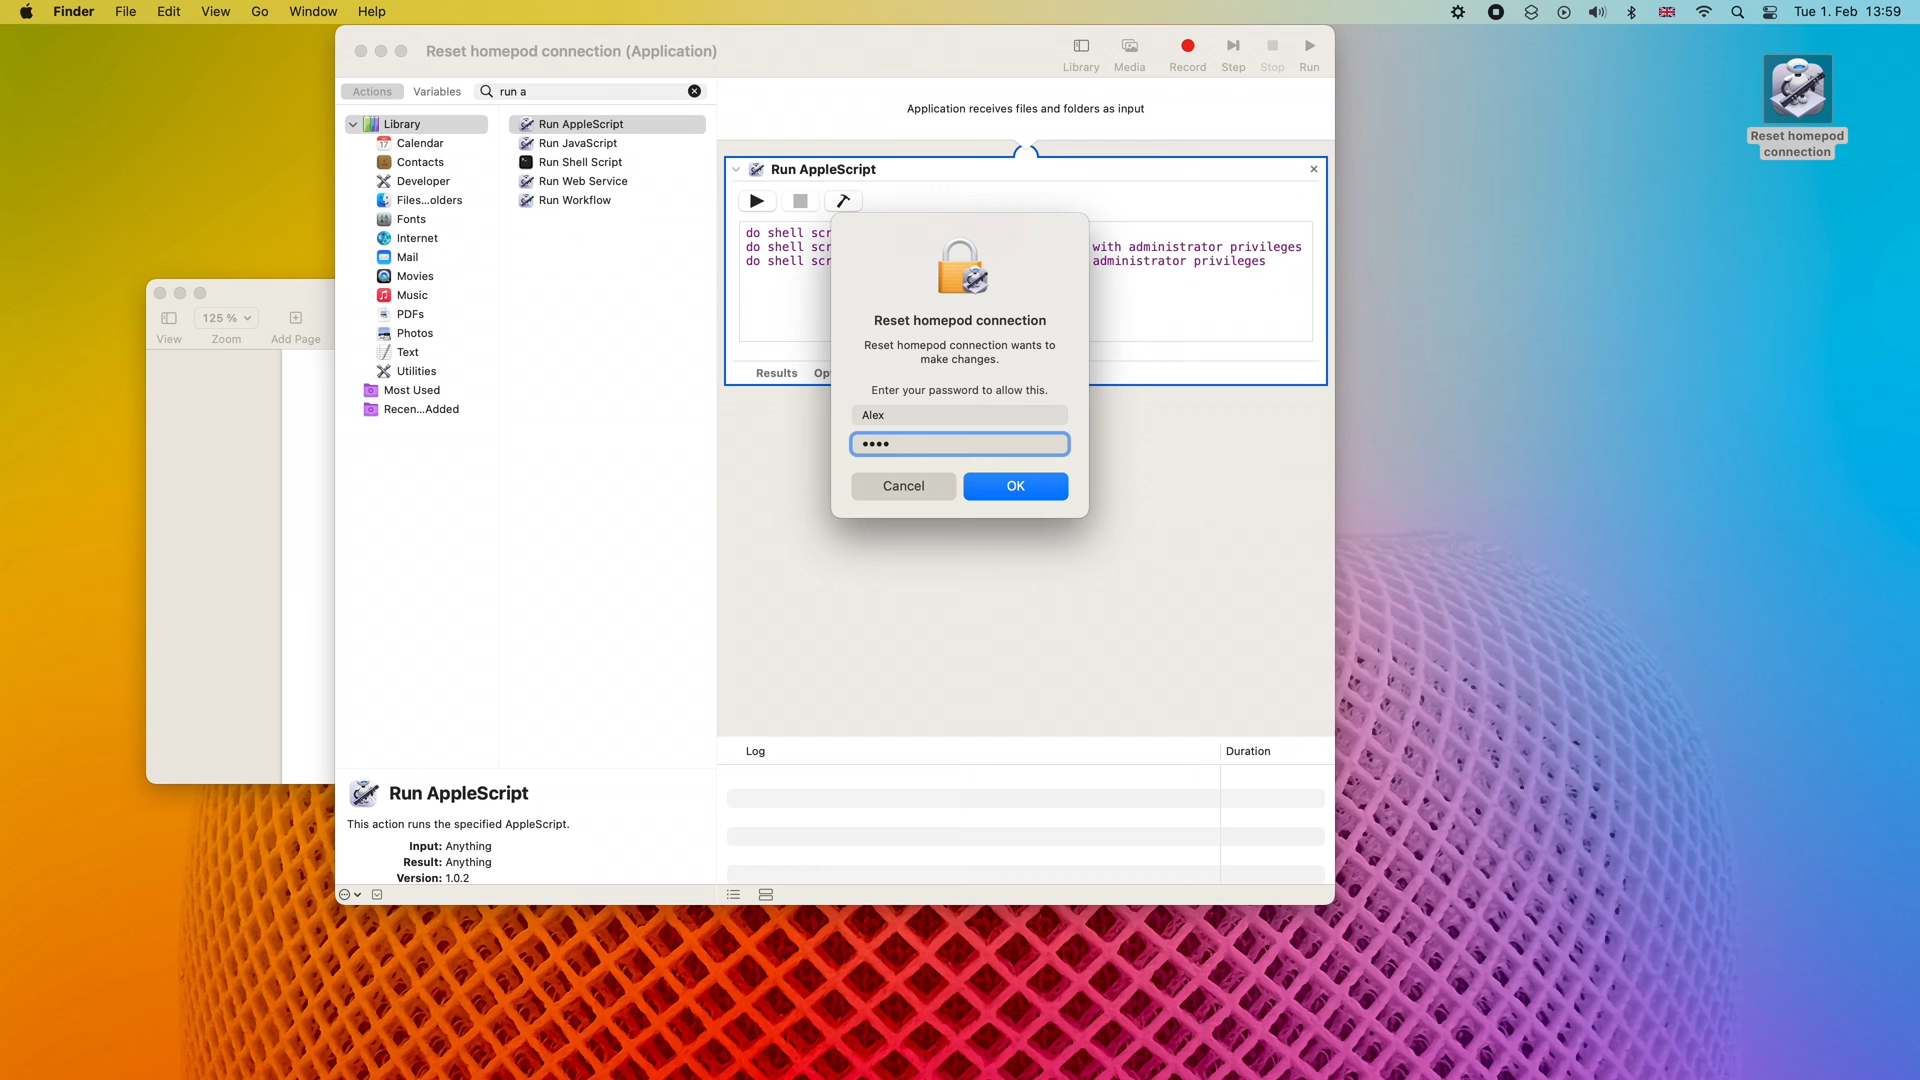 Finder File Edit View Go Window Help
Tue 1. Feb 13:59
Reset homepod connection (Application)
Library Media Record Step Stop Run
Actions Variables run a
Application receives files and folders as input
Library
Calendar
Contacts
Developer
Files...olders
Fonts
Internet
Mail
Movies
Music
PDFs
Photos
Text
Utilities
Most Used
Recen...Added
Run AppleScript
Run JavaScript
Run Shell Script
Run Web Service
Run Workflow
Run AppleScript
do shell scr
do shell scr with administrator privileges
do shell scr administrator privileges
Results Op
Reset homepod connection
Reset homepod connection wants to
make changes.
Enter your password to allow this.
Alex
••••
Cancel OK
125 %
View Zoom Add Page
17
Log Duration
Run AppleScript
This action runs the specified AppleScript.
Input: Anything
Result: Anything
Version: 1.0.2
Reset homepod
connection